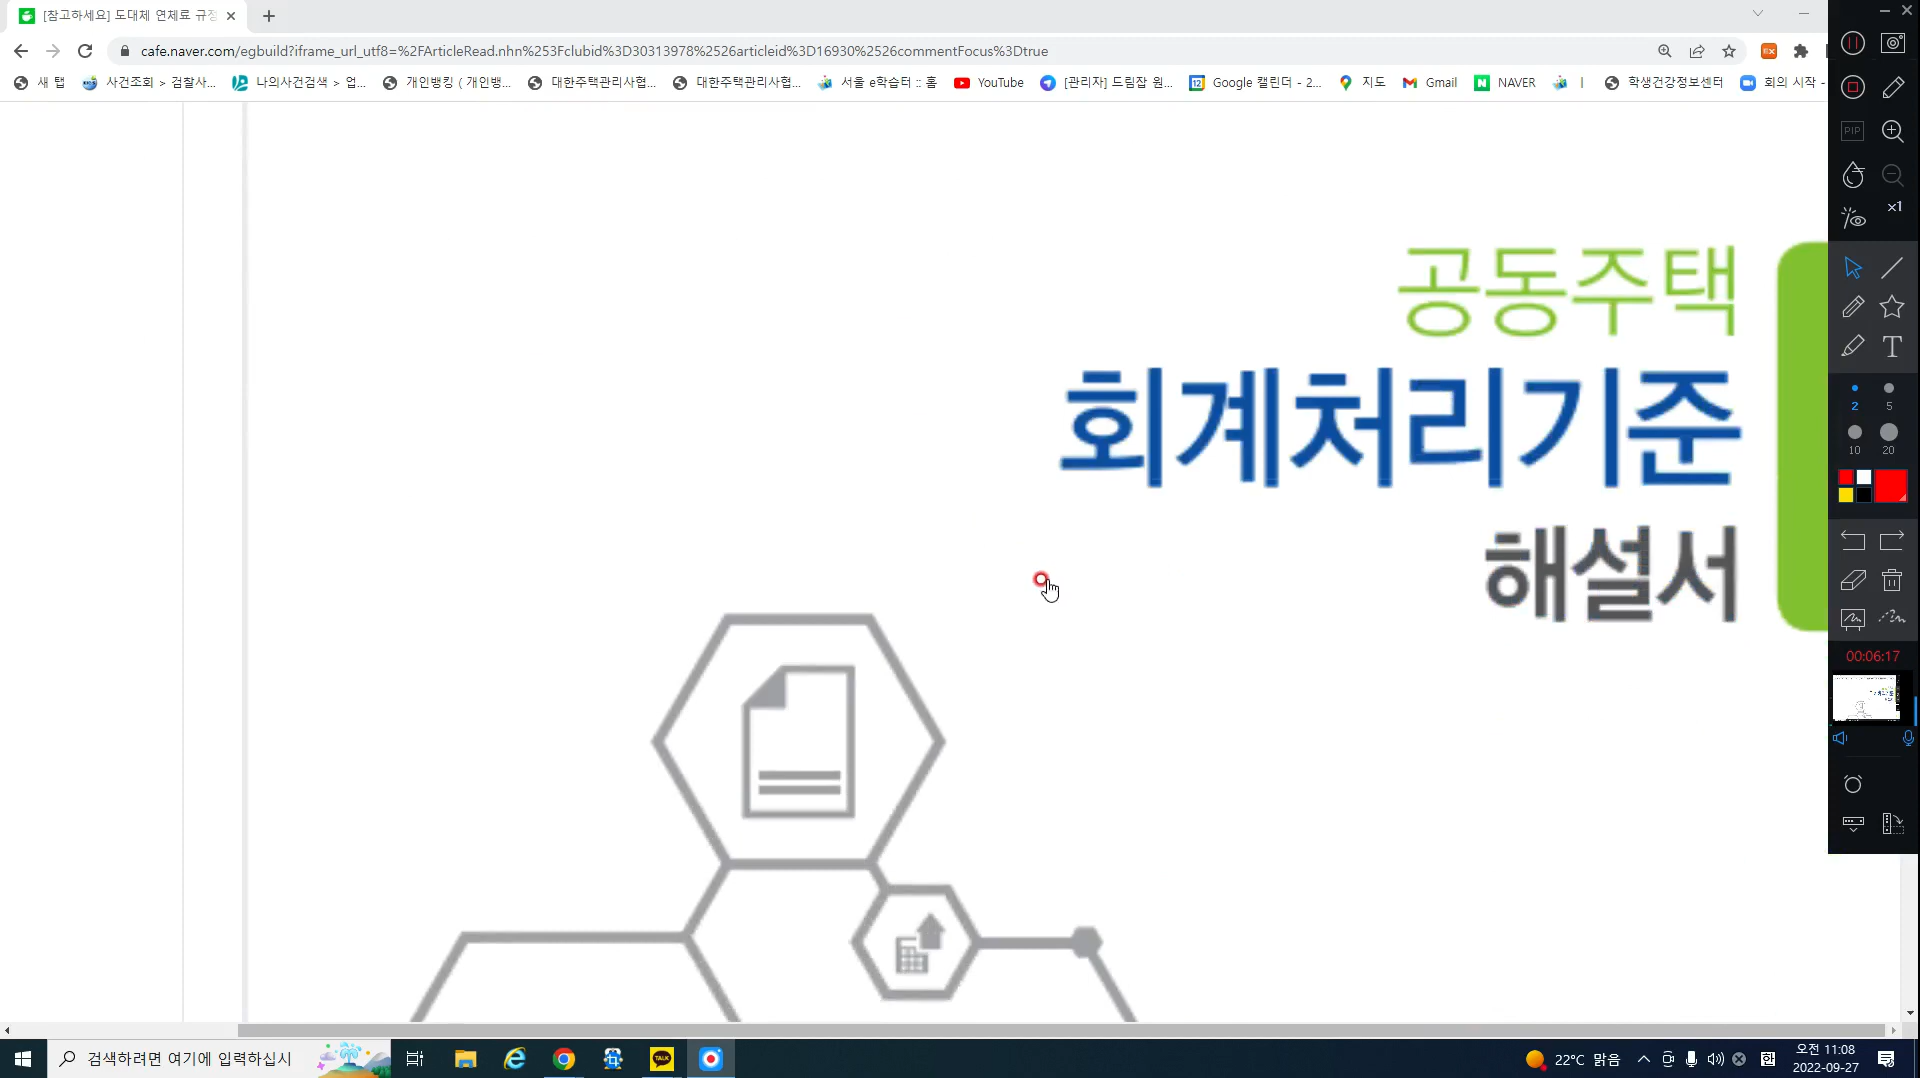 [참고하세요] 도대체 연체료 규정
cafe.naver.com/egbuild?iframe_url_utf8=%2FArticleRead.nhn%253Fclubid%3D30313978%2526articleid%3D16930%2526commentFocus%3Dtrue
새 탭 사건조회 > 검찰사... 나의사건검색 > 업... 개인뱅킹 ( 개인뱅... 대한주택관리사협... 대한주택관리사협... 서울 e학습터 :: 홈 YouTube [관리자] 드림잡 원... 12 Google 캘린더 - 2... 지도 Gmail NAVER | 학생건강정보센터 회의 시작 -
PIP
x1
공동주택
회계처리기준
해설서
T
2 5
10 20
00:06:17
검색하려면 여기에 입력하십시
TALK
22°C 맑음
한
오전 11:08
2022-09-27